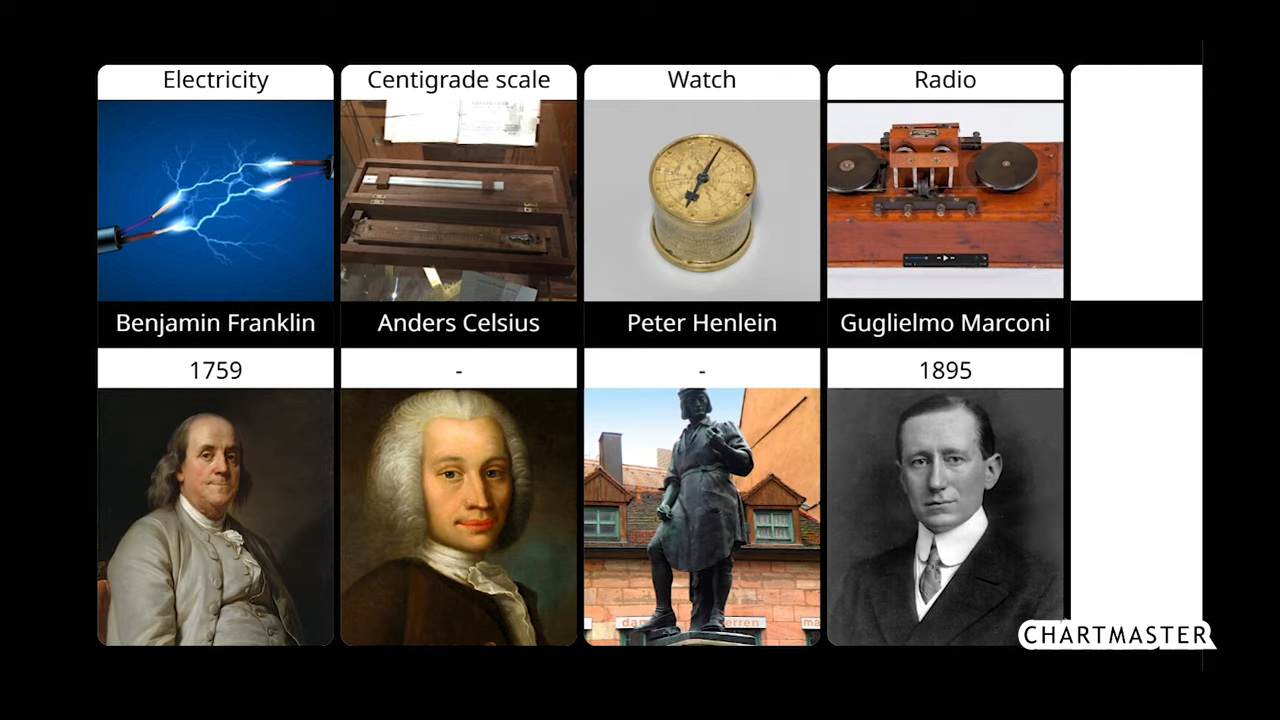 Electricity
Centigrade scale
Watch
Radio
Benjamin Franklin
Anders Celsius
Peter Henlein
Guglielmo Marconi
1759
-
-
1895
CHARTMASTER